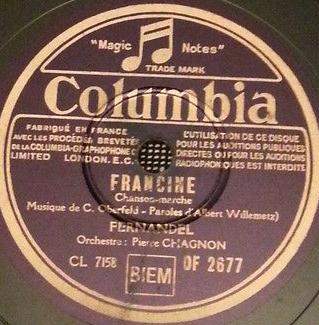 "Magic Notes"
TRADE MARK
Columbia
FABRIQUÉ EN FRANCE
AVEC LES PROCÉDÉS BREVETÉS
DE LA COLUMBIA-GRAPHOPHONE
LIMITED LONDON. E.C.
L'UTILISATION DE CE DISQUE
POUR LES AUDITIONS PUBLIQUES
DIRECTES OU POUR LES AUDITIONS
RADIOPHONIQUES EST INTERDITE
FRANCINE
Chanson-marche
Musique de C. Oberfeld - Paroles d'Albert Willemetz)
FERNANDEL
Orchestre: Pierre CHAGNON
CL 7158 BIEM DF 2677